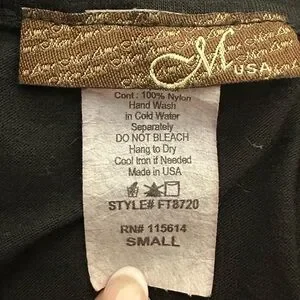 M USA
Cont: 100% Nylon
Hand Wash
in Cold Water
Separately
DO NOT BLEACH
Hang to Dry
Cool Iron if Needed
Made in USA
STYLE# FT8720
RN# 115614
SMALL